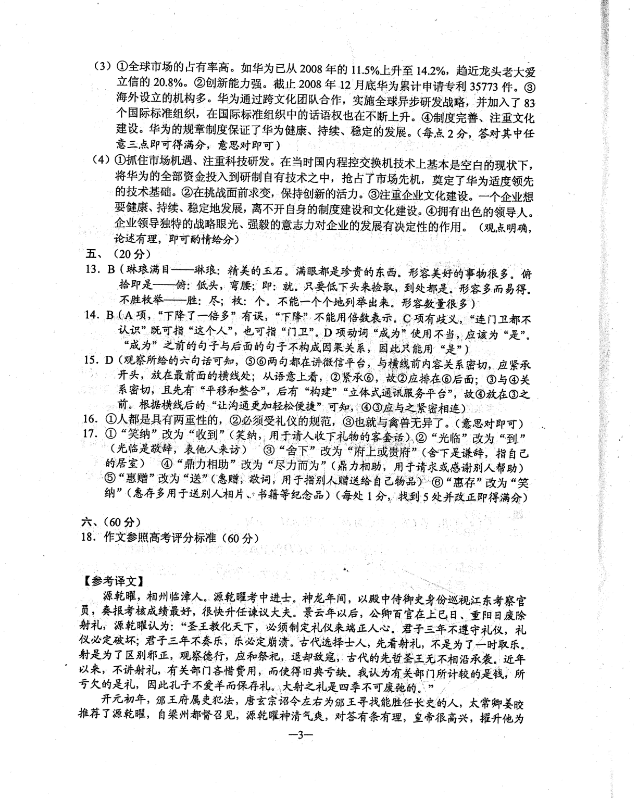 (3)①全球市场的占有率高。如华为已从 2008 年的 11.5%上升至 14.2%，趋近龙头老大爱
立信的 20.8%。②创新能力强。截止 2008 年 12 月底华为累计申请专利 35773 件。③
海外设立的机构多。华为通过跨文化团队合作，实施全球异步研发战略，并加入了 83
个国际标准组织，在国际标准组织中的话语权也在不断上升。④制度完善、注重文化
建设。华为的规章制度保证了华为健康、持续、稳定的发展。（每点 2 分，答对其中任
意三点即可得满分，意思对即可）
(4)①抓住市场机遇、注重科技研发。在当时国内程控交换机技术上基本是空白的现状下，
将华为的全部资金投入到研制自有技术之中，抢占了市场先机，奠定了华为适度领先
的技术基础。②在挑战面前求变，保持创新的活力。③注重企业文化建设。一个企业想
要健康、持续、稳定地发展，离不开自身的制度建设和文化建设。④拥有出色的领导人。
企业领导独特的战略眼光、强毅的意志力对企业的发展有决定性的作用。（观点明确，
论述有理，即可酌情给分）
五、（20 分）
13．B（琳琅满目——琳琅：精美的玉石。满眼都是珍贵的东西。形容美好的事物很多。俯
拾即是——俯：低头，弯腰；即：就。只要低下头来捡取，到处都是。形容多而易得。
不胜枚举——胜：尽；枚：个。不能一个个地列举出来。形容数量很多）
14．B（A 项，“下降了一倍多”有误，“下降”不能用倍数表示。C 项有歧义，“连门卫都不
认识”既可指“这个人”，也可指“门卫”。D 项动词“成为”使用不当，应该为“是”。
“成为”之前的句子与后面的句子不构成因果关系，因此只能用“是”）
15．D（观察所给的六句话可知，⑤⑥两句都在讲微信平台，与横线前内容关系密切，应紧承
开头，放在最前面的横线处；从语意上看，②紧承⑥，故②应排在⑥后面；③与④关
系密切，且先有“平移和整合”，后有“构建”“立体式通讯服务平台”，故④放在③之
前。根据横线后的“让沟通更加轻松便捷”可知，④③应与之紧密相连）
16．①人都是具有两重性的，②必须受礼仪的规范，③也就与禽兽无异了。（意思对即可）
17．①“笑纳”改为“收到”（笑纳，用于请人收下礼物的客套话）②“光临”改为“到”
（光临是敬辞，表他人来访） ③“舍下”改为“府上或贵府”（舍下是谦辞，指自己
的居室） ④“鼎力相助”改为“尽力而为”（鼎力相助，用于请求或感谢别人帮助）
⑤“惠赠”改为“送”（惠赠，敬词，用于指别人赠送给自己物品）⑥“惠存”改为“笑
纳”（惠存多用于送别人相片、书籍等纪念品）（每处 1 分，找到 5 处并改正即得满分）
六、（60 分）
18．作文参照高考评分标准（60 分）
【参考译文】
源乾曜，相州临漳人。源乾曜考中进士。神龙年间，以殿中侍御史身份巡视江东考察官
员，奏报考核成绩最好，很快升任谏议大夫。景云年以后，公卿百官在上巳日、重阳日废除
射礼，源乾曜认为：“圣王教化天下，必须制定礼仪来端正人心。君子三年不遵守礼仪，礼
仪必定破坏；君子三年不奏乐，乐必定崩溃。古代选择士人，先看射礼，不是为了一时取乐。
射是为了区别邪正，观察德行，应和祭祀，退却敌寇，古代的先哲圣王无不相沿承袭。近年
以来，不讲射礼，有关部门吝惜费用，而使得旧典亏缺。我认为有关部门所计较的是钱，所
亏欠的是礼，因此孔子不爱羊而保存礼。大射之礼是四季不可废弛的。”
开元初年，邠王府属吏犯法，唐玄宗诏令左右为邠王寻找能胜任长史的人，太常卿姜皎
推荐了源乾曜，自梁州都督召见，源乾曜神清气爽，对答有条有理，皇帝很高兴，擢升他为
—3—